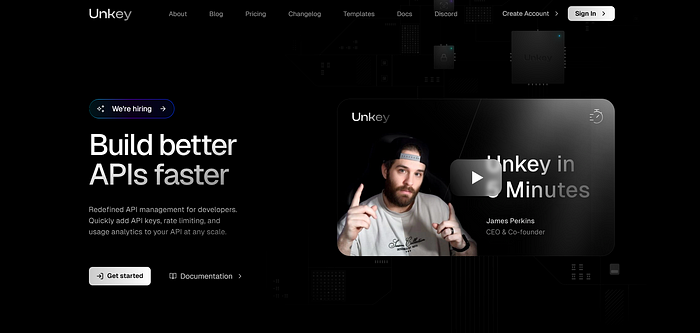 Unkey
About
Blog
Pricing
Changelog
Templates
Docs
Discord
Create Account
Sign In
We're hiring
Build better
APIs faster
Redefined API management for developers.
Quickly add API keys, rate limiting, and
usage analytics to your API at any scale.
Get started
Documentation
Unkey
Unkey in
Minutes
James Perkins
CEO & Co-founder